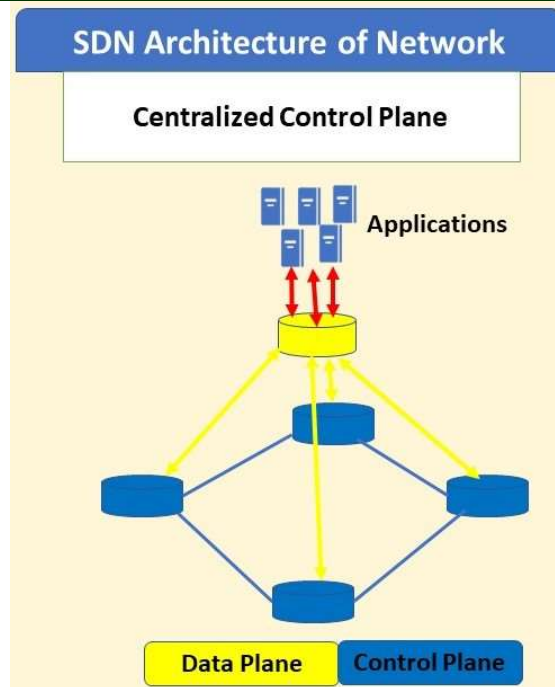 SDN Architecture of Network
Centralized Control Plane
Applications
Data Plane
Control Plane